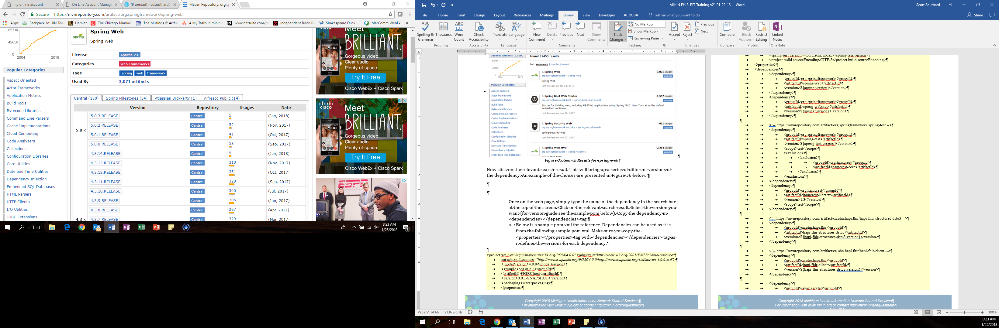 my online account
On Line Account Manage
(9 unread) - sdsouthard@
Maven Repository: org.sp
Secure | https://mvnrepository.com/artifact/org.springframework/spring-web
Apps
Backpack: MiHIN Tea
Hamlet
The Chicago Manual
The Musings & Artful
• My Tasks in mihin.c
www.netsuite.com/pc
Independent Book Pu
Shakespeare Duck - C
MarComm WebEx
»
8571k
4285k
0
2004 2018
Popular Categories
Aspect Oriented
Actor Frameworks
Application Metrics
Build Tools
Bytecode Libraries
Command Line Parsers
Cache Implementations
Cloud Computing
Code Analyzers
Collections
Configuration Libraries
Core Utilities
Date and Time Utilities
Dependency Injection
Embedded SQL Databases
HTML Parsers
HTTP Clients
I/O Utilities
JDBC Extensions
spring
Spring Web
Spring Web
License Apache 2.0
Categories Web Frameworks
Tags spring web framework
Used By 3,071 artifacts
Central (130) Spring Milestones (34) Atlassian 3rd-Party (1) Alfresco Public (14)
Version Repository Usages Date
5.0.x
5.0.3.RELEASE Central 5 (Jan, 2018)
5.0.2.RELEASE Central 52 (Nov, 2017)
5.0.1.RELEASE Central 41 (Oct, 2017)
5.0.0.RELEASE Central 53 (Sep, 2017)
4.3.14.RELEASE Central 9 (Jan, 2018)
4.3.13.RELEASE Central 310 (Nov, 2017)
4.3.12.RELEASE Central 351 (Oct, 2017)
4.3.11.RELEASE Central 328 (Sep, 2017)
4.3.10.RELEASE Central 340 (Jul, 2017)
4.3.9.RELEASE Central 306 (Jun, 2017)
4.3.8.RELEASE Central 297 (Apr, 2017)
4.3.x 4.3.7.RELEASE Central 329 (Mar, 2017)
Meet
BRILLIANT.
Gorgeous video.
Clear audio.
Plenty of space.
Try It Free
Cisco WebEx + Cisco Spark
CISCO
Meet
BRILLIANT.
Gorgeous video.
Clear audio.
Plenty of space.
Try It Free
Cisco WebEx + Cisco Spark
ESPN
8:23 AM
1/25/2018
1
MiHIN FHIR-PIT Training v21 01-22-18 - Word
Scott Southard
File Home Insert Design Layout References Mailings Review View Developer ACROBAT Tell me what you want to do
Share
Spelling & Grammar
Thesaurus
Word Count
Proofing
Check Accessibility
Accessibility
Translate
Language
Language
New Comment
Delete
Previous
Next
Show Comments
Comments
Track Changes
No Markup
Show Markup
Reviewing Pane
Tracking
Accept
Reject
Previous
Next
Changes
Compare
Compare
Block Authors
Restrict Editing
Protect
Linked Notes
OneNote
Indexed Artifacts (8.58M)
8571k
4285k
0
2004 2018
Popular Categories
Aspect Oriented
Actor Frameworks
Application Metrics
Build Tools
Bytecode Libraries
Command Line Parsers
Cache Implementations
Cloud Computing
Code Analyzers
Collections
Configuration Libraries
Core Utilities
Date and Time Utilities
Dependency Injection
Embedded SQL Databases
Found 31453 results
Sort: relevance | popular | newest
1. Spring Web 3,071 usages
org.springframework » spring-web Apache
Spring Web
Last Release on Jan 23, 2018
2. Spring Boot Web Starter 1,557 usages
org.springframework.boot » spring-boot-starter-web Apache
Starter for building web, including RESTful, applications using Spring MVC. Uses Tomcat as the default
embedded container
Last Release on Nov 28, 2017
3. Spring Security Web 611 usages
org.springframework.security » spring-security-web Apache
spring-security-web
Last Release on Nov 27, 2017
4. Spring Web MVC 2,214 usages
org.springframework » spring-webmvc Apache
Figure 35. Search Results for spring-web¶
Now click on the relevant search result. This will bring up a series of different versions of
the dependency. An example of the choices are presented in Figure 36 below. ¶
¶
¶
Once on the web page, simply type the name of the dependency in the search bar
at the top of the screen. Click on the relevant search result. Select the version you
want (for version guide see the sample pom below). Copy the dependency in
<dependencies></dependencies> tag.¶
a. Below is a sample pom.xml for reference. Dependencies can be used as it is
from the following sample pom.xml. Make sure you copy the
<properties></properties> tag with <dependencies></dependencies> tag as
it defines the versions for each dependency.¶
¶
<project xmlns="http://maven.apache.org/POM/4.0.0" xmlns:xsi="http://www.w3.org/2001/XMLSchema-instance"¶
xsi:schemaLocation="http://maven.apache.org/POM/4.0.0 http://maven.apache.org/xsd/maven-4.0.0.xsd">¶
<modelVersion>4.0.0</modelVersion>¶
<groupId>org.mihin</groupId>¶
<artifactId>FHIRClient</artifactId>¶
<version>0.0.1-SNAPSHOT</version>¶
<packaging>war</packaging>¶
<properties>¶
Copyright 2018 Michigan Health Information Network Shared Services¶
For information visit www.mihin.org or contact http://mihin.org/requesthelp/¶
Page 48 ¶
<spring-test.version>4.3.12.RELEASE</spring-test.version>¶
<project.build.sourceEncoding>UTF-8</project.build.sourceEncoding>¶
</properties>¶
<dependencies>¶
<dependency>¶
<groupId>org.springframework</groupId>¶
<artifactId>spring-web</artifactId>¶
<version>${spring.version}</version>¶
</dependency>¶
<dependency>¶
<groupId>org.springframework</groupId>¶
<artifactId>spring-webmvc</artifactId>¶
<version>${spring.version}</version>¶
</dependency>¶
¶
<!-- https://mvnrepository.com/artifact/org.springframework/spring-test -->¶
<dependency>¶
<groupId>org.springframework</groupId>¶
<artifactId>spring-test</artifactId>¶
<version>${spring-test.version}</version>¶
<scope>test</scope>¶
<exclusions>¶
<exclusion>¶
<groupId>org.hamcrest</groupId>¶
<artifactId>hamcrest-core</artifactId>¶
</exclusion>¶
</exclusions>¶
</dependency>¶
<dependency>¶
<groupId>org.hamcrest</groupId>¶
<artifactId>hamcrest-library</artifactId>¶
<version>1.3</version>¶
<scope>test</scope>¶
</dependency>¶
¶
<!-- https://mvnrepository.com/artifact/ca.uhn.hapi.fhir/hapi-fhir-structures-dstu3 -->¶
<dependency>¶
<groupId>ca.uhn.hapi.fhir</groupId>¶
<artifactId>hapi-fhir-structures-dstu3</artifactId>¶
<version>${hapi-fhir-structures-dstu3.version}</version>¶
</dependency>¶
¶
<!-- https://mvnrepository.com/artifact/ca.uhn.hapi.fhir/hapi-fhir-client -->¶
<dependency>¶
<groupId>ca.uhn.hapi.fhir</groupId>¶
<artifactId>hapi-fhir-client</artifactId>¶
<version>${hapi-fhir-structures-dstu3.version}</version>¶
</dependency>¶
¶
<dependency>¶
<groupId>javax.servlet</groupId>¶
Copyright 2018 Michigan Health Information Network Shared Services¶
For information visit www.mihin.org or contact http://mihin.org/requesthelp/¶
Page 49 ¶
Page 51 of 66 9136 words
100%
8:23 AM
1/25/2018